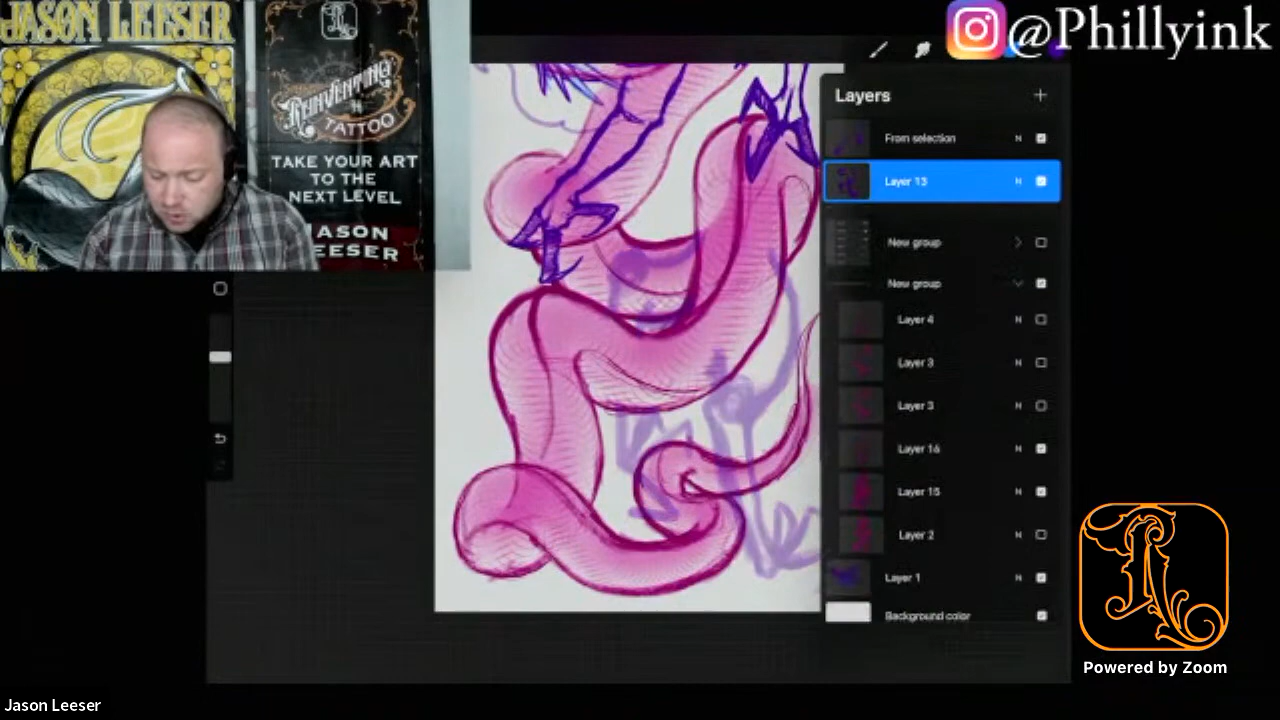 JASON LEESER
REINVENTING
THE
TATTOO
TAKE YOUR ART
TO THE
NEXT LEVEL
JASON
LEESER
@Phillyink
Layers
From selection N
Layer 13 N
New group
New group
Layer 4 N
Layer 3 N
Layer 3 N
Layer 16 N
Layer 15 N
Layer 2 N
Layer 1 N
Background color
Powered by Zoom
Jason Leeser